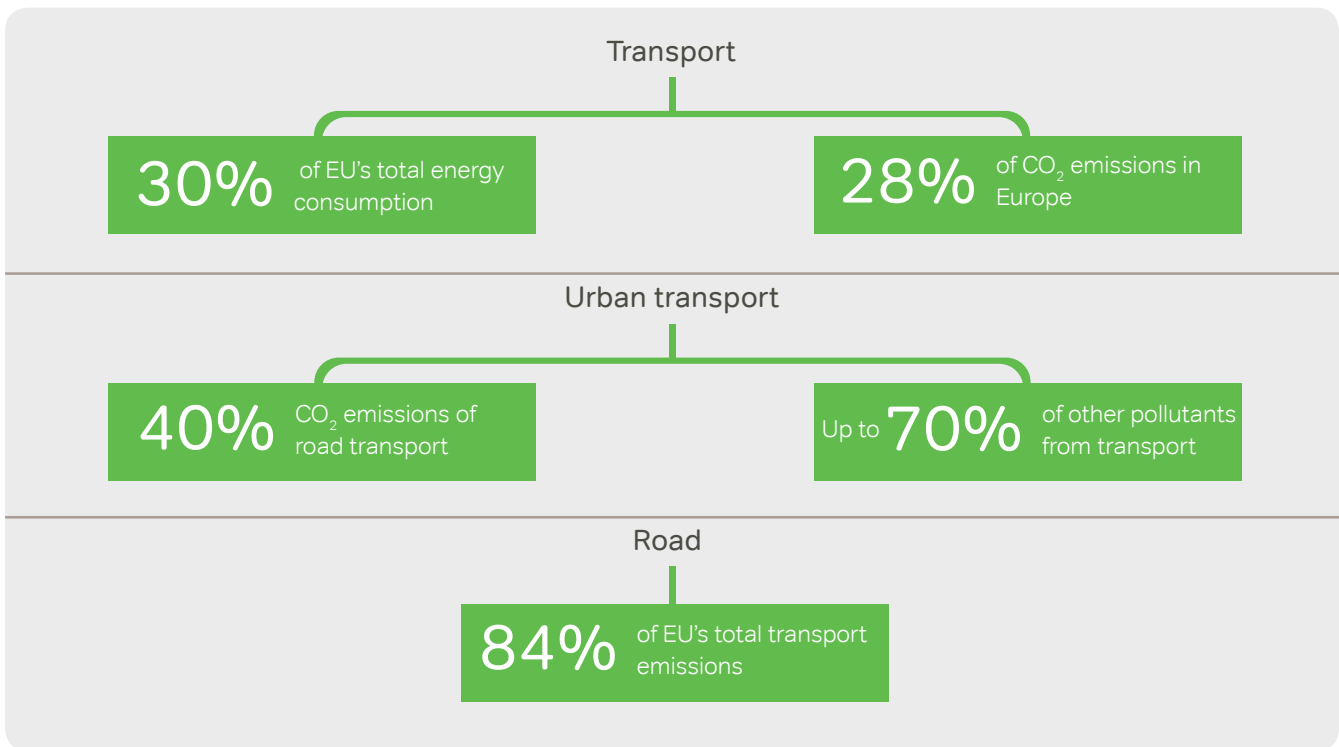 Transport
30% of EU's total energy
consumption
28% of CO₂ emissions in
Europe
Urban transport
40% CO₂ emissions of
road transport
Up to 70% of other pollutants
from transport
Road
84% of EU's total transport
emissions